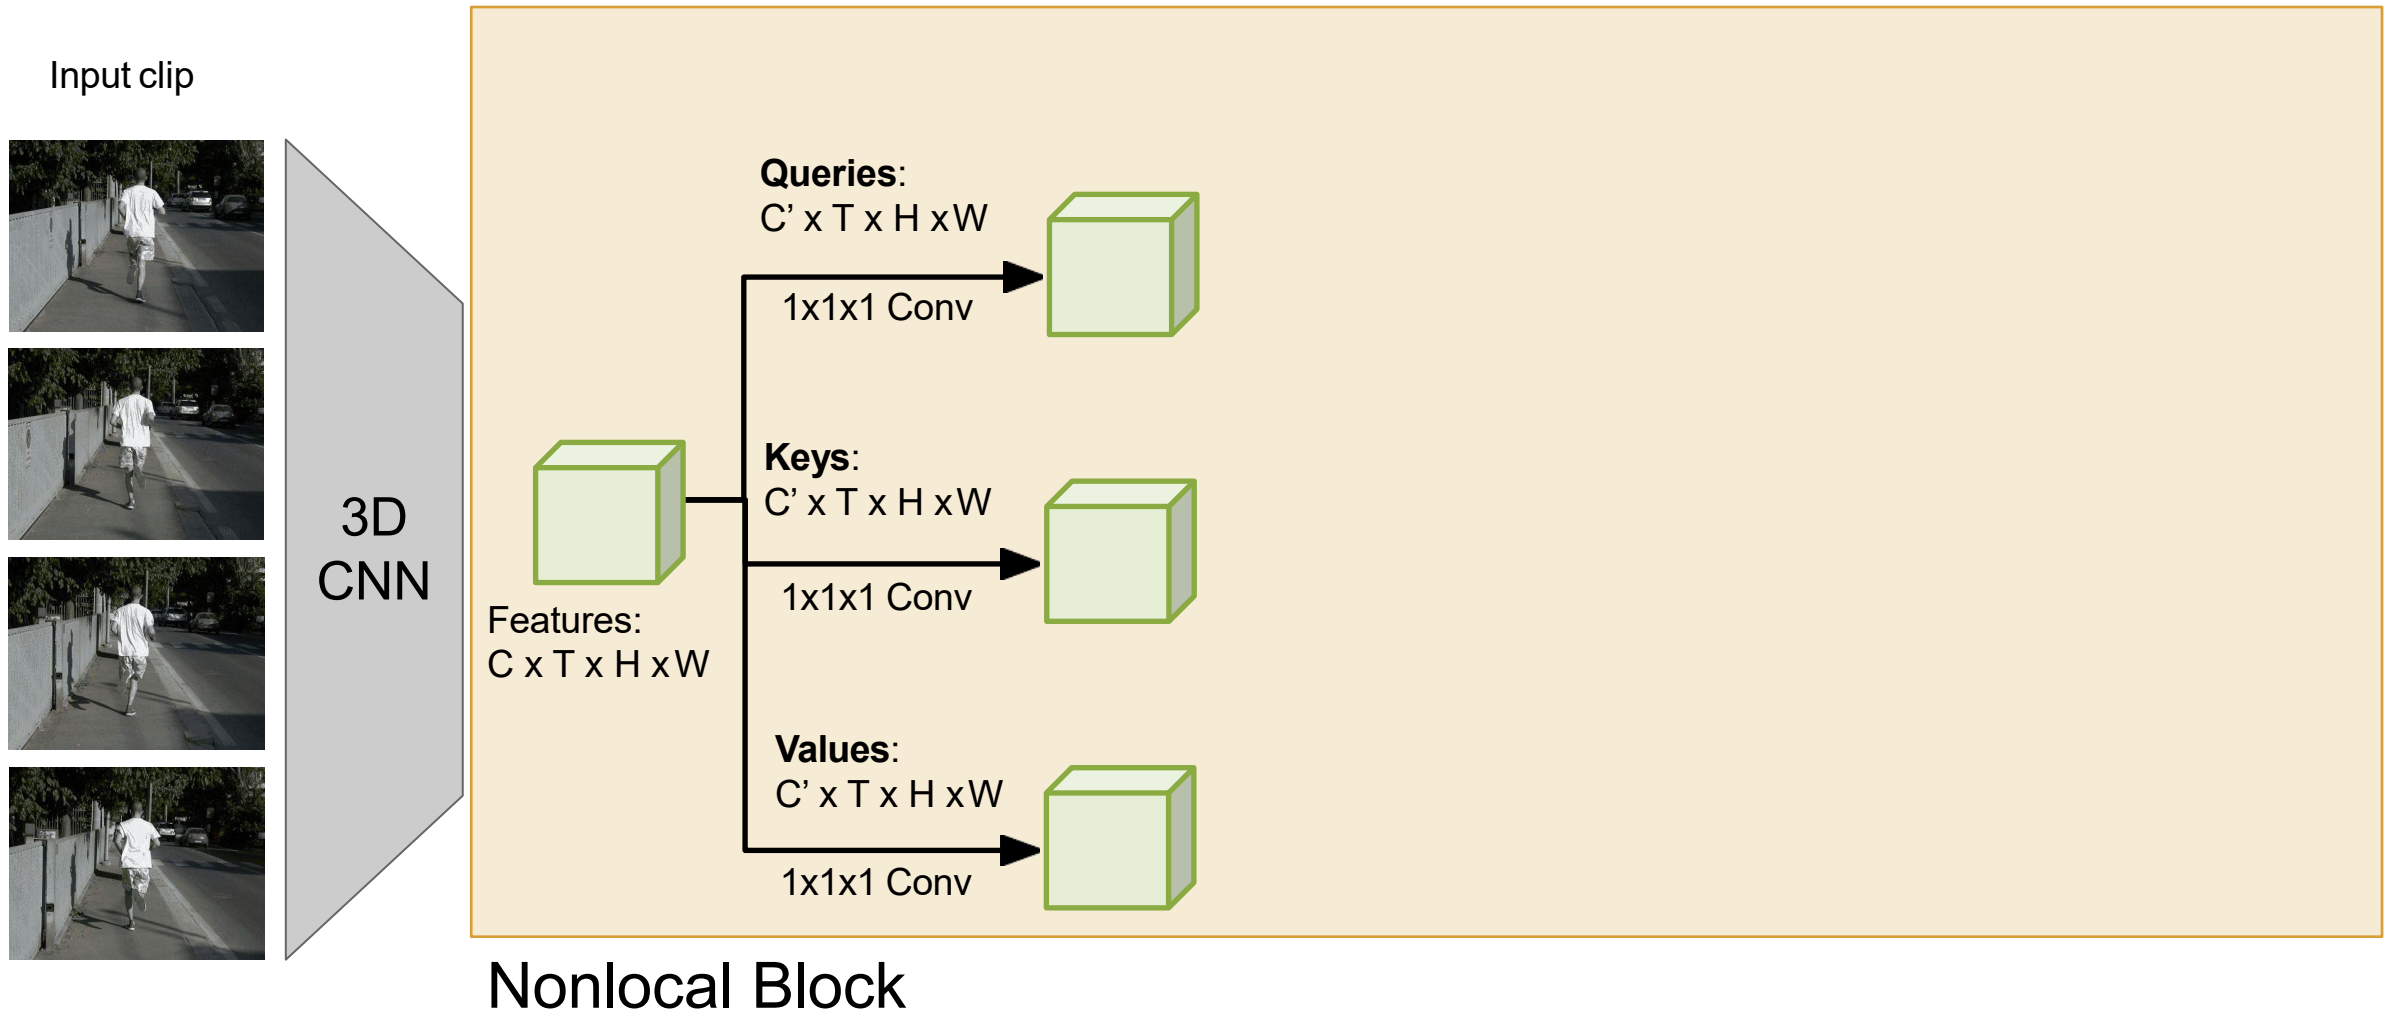 Input clip
3D
CNN
Queries:
C’ x T x H x W
1x1x1 Conv
Keys:
C’ x T x H x W
1x1x1 Conv
Features:
C x T x H x W
Values:
C’ x T x H x W
1x1x1 Conv
Nonlocal Block